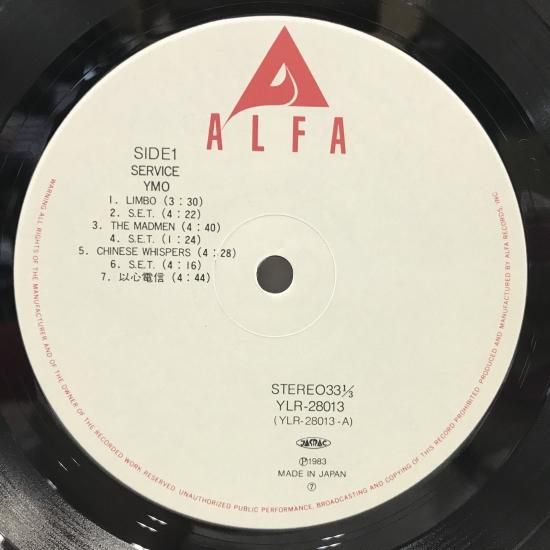 ALFA
SIDE1
SERVICE
YMO
1. LIMBO (3:30)
2. S.E.T. (4:22)
3. THE MADMEN (4:40)
4. S.E.T. (1:24)
5. CHINESE WHISPERS (4:28)
6. S.E.T. (4:16)
7. 以心電信 (4:44)
STEREO33⅓
YLR-28013
(YLR-28013-A)
JASRAC
Ⓟ1983
MADE IN JAPAN
⑦
WARNING: ALL RIGHTS OF THE MANUFACTURER AND OF THE OWNER OF THE RECORDED WORK RESERVED. UNAUTHORIZED PUBLIC PERFORMANCE, BROADCASTING AND COPYING OF THIS RECORD PROHIBITED. PRODUCED AND MANUFACTURED BY ALFA RECORDS, INC.